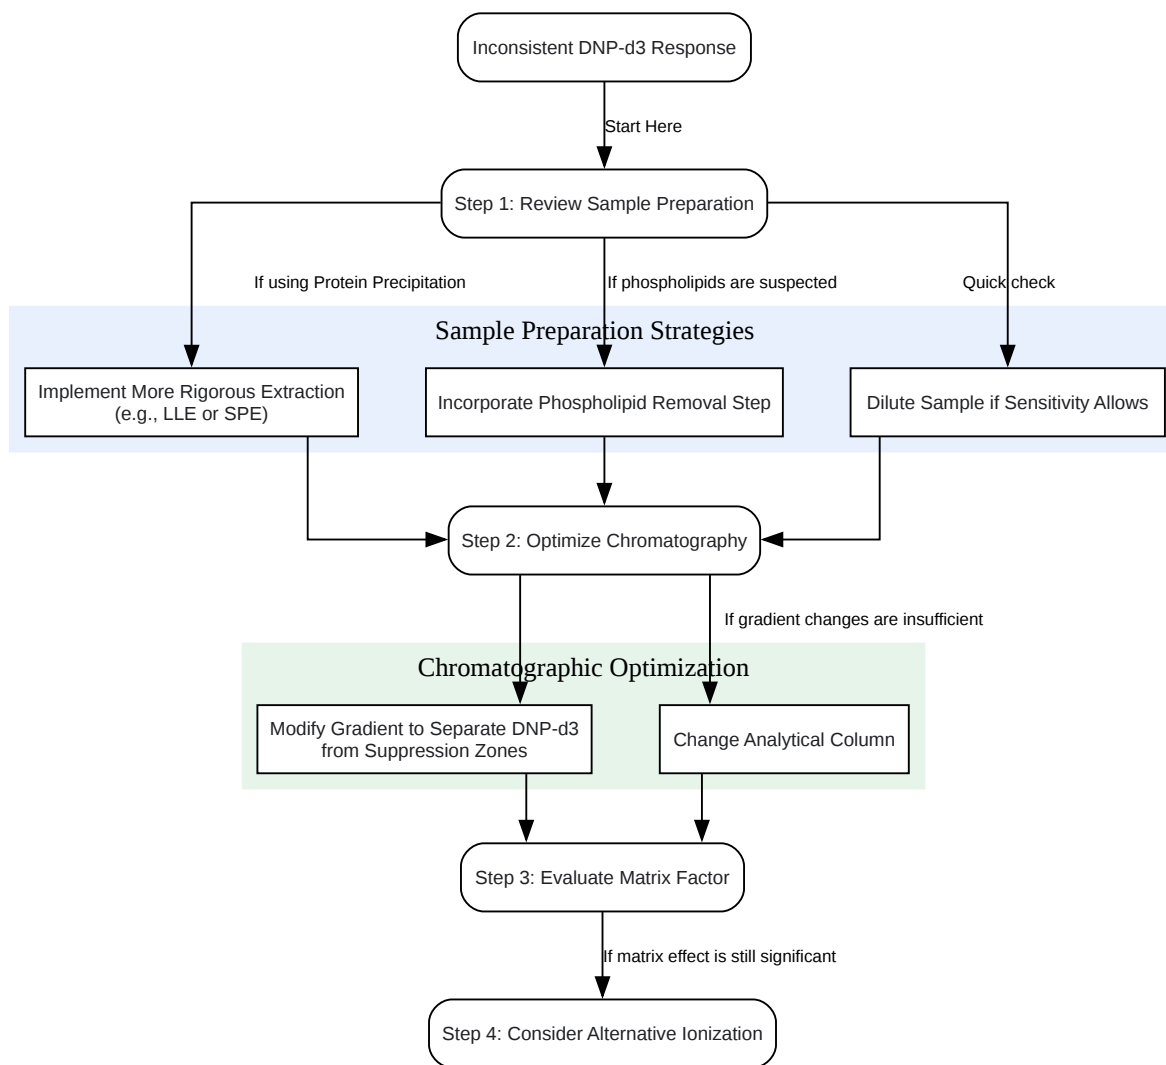 Inconsistent DNP-d3 Response
Start Here
Step 1: Review Sample Preparation
If using Protein Precipitation
If phospholipids are suspected
Quick check
Sample Preparation Strategies
Implement More Rigorous Extraction
(e.g., LLE or SPE)
Incorporate Phospholipid Removal Step
Dilute Sample if Sensitivity Allows
Step 2: Optimize Chromatography
If gradient changes are insufficient
Chromatographic Optimization
Modify Gradient to Separate DNP-d3
from Suppression Zones
Change Analytical Column
Step 3: Evaluate Matrix Factor
If matrix effect is still significant
Step 4: Consider Alternative Ionization